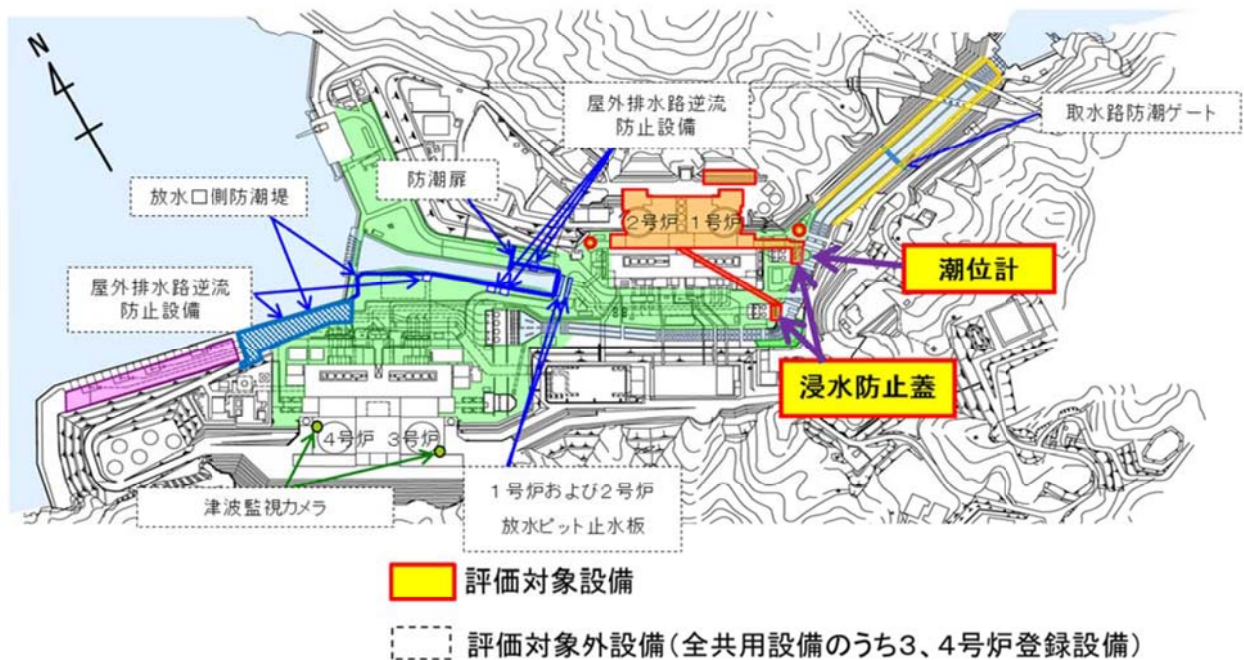 N
屋外排水路逆流
防止設備
取水路防潮ゲート
防潮扉
放水口側防潮堤
2号炉 1号炉
潮位計
屋外排水路逆流
防止設備
浸水防止蓋
4号炉 3号炉
津波監視カメラ
1号炉および2号炉
放水ピット止水板
評価対象設備
評価対象外設備(全共用設備のうち3、4号炉登録設備)